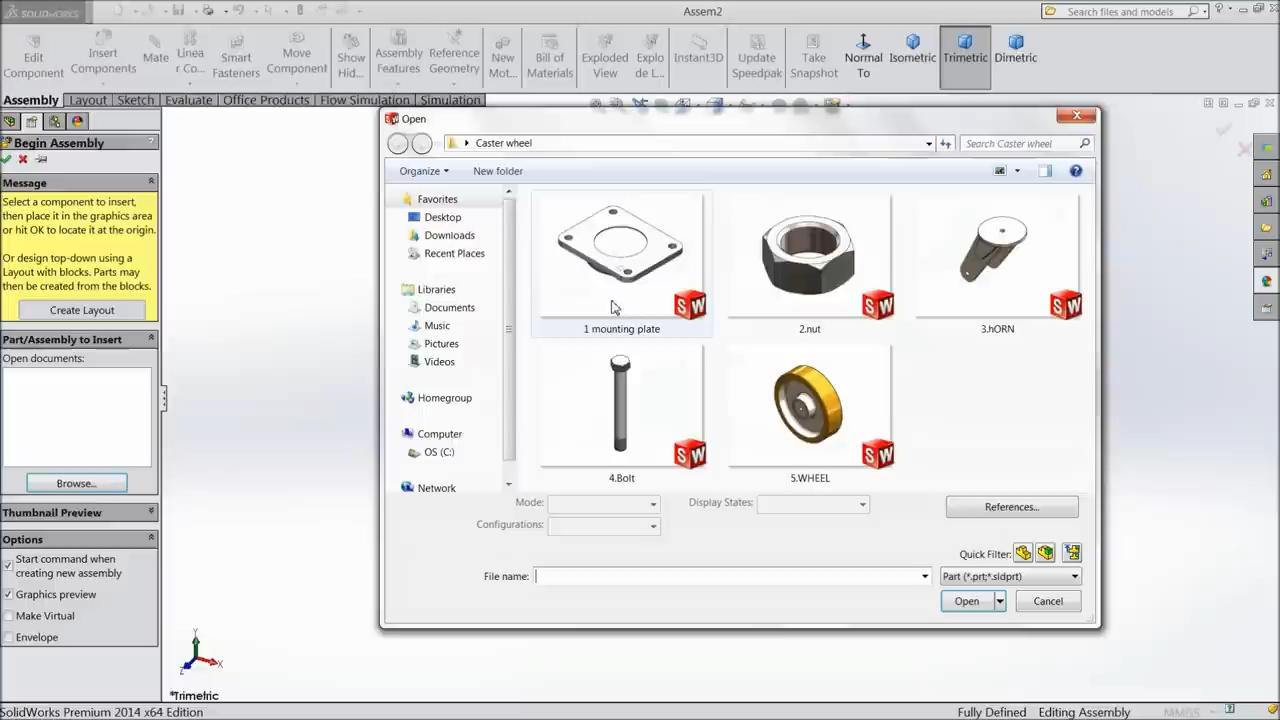 SOLIDWORKS
Assem2
Search files and models
Edit Component
Insert Components
Mate
Linea r Co...
Smart Fasteners
Move Component
Show Hid...
Assembly Features
Reference Geometry
New Mot...
Bill of Materials
Exploded View
Explo de L...
Instant3D
Update Speedpak
Take Snapshot
Normal To
Isometric
Trimetric
Dimetric
Assembly
Layout
Sketch
Evaluate
Office Products
Flow Simulation
Simulation
Begin Assembly
Message
Select a component to insert,
then place it in the graphics area
or hit OK to locate it at the origin.
Or design top-down using a
Layout with blocks. Parts may
then be created from the blocks.
Create Layout
Part/Assembly to Insert
Open documents:
Browse...
Thumbnail Preview
Options
Start command when
creating new assembly
Graphics preview
Make Virtual
Envelope
Open
Caster wheel
Search Caster wheel
Organize
New folder
Favorites
Desktop
Downloads
Recent Places
Libraries
Documents
Music
Pictures
Videos
Homegroup
Computer
OS (C:)
Network
SW
1 mounting plate
SW
2.nut
SW
3.hORN
SW
4.Bolt
SW
5.WHEEL
Mode:
Display States:
Configurations:
References...
Quick Filter:
File name:
Part (*.prt;*.sldprt)
Open
Cancel
Y
X
Z
*Trimetric
SolidWorks Premium 2014 x64 Edition
Fully Defined
Editing Assembly
MMGS